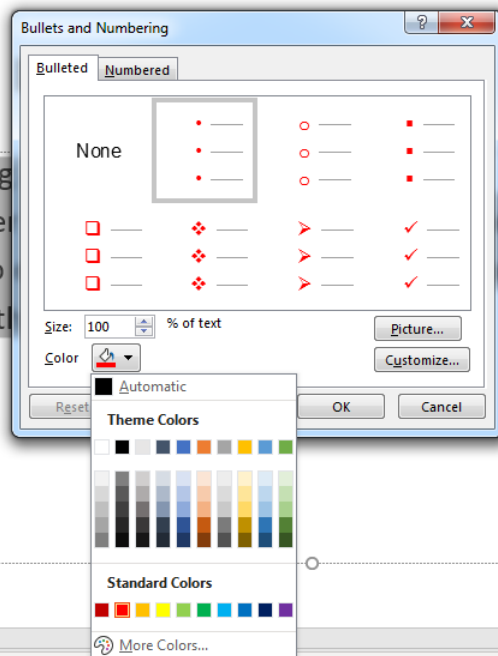 Bullets and Numbering
?
Bulleted
Numbered
None
Size: 100 % of text
Picture...
Color
Customize...
Automatic
Reset
OK
Cancel
Theme Colors
Standard Colors
More Colors...